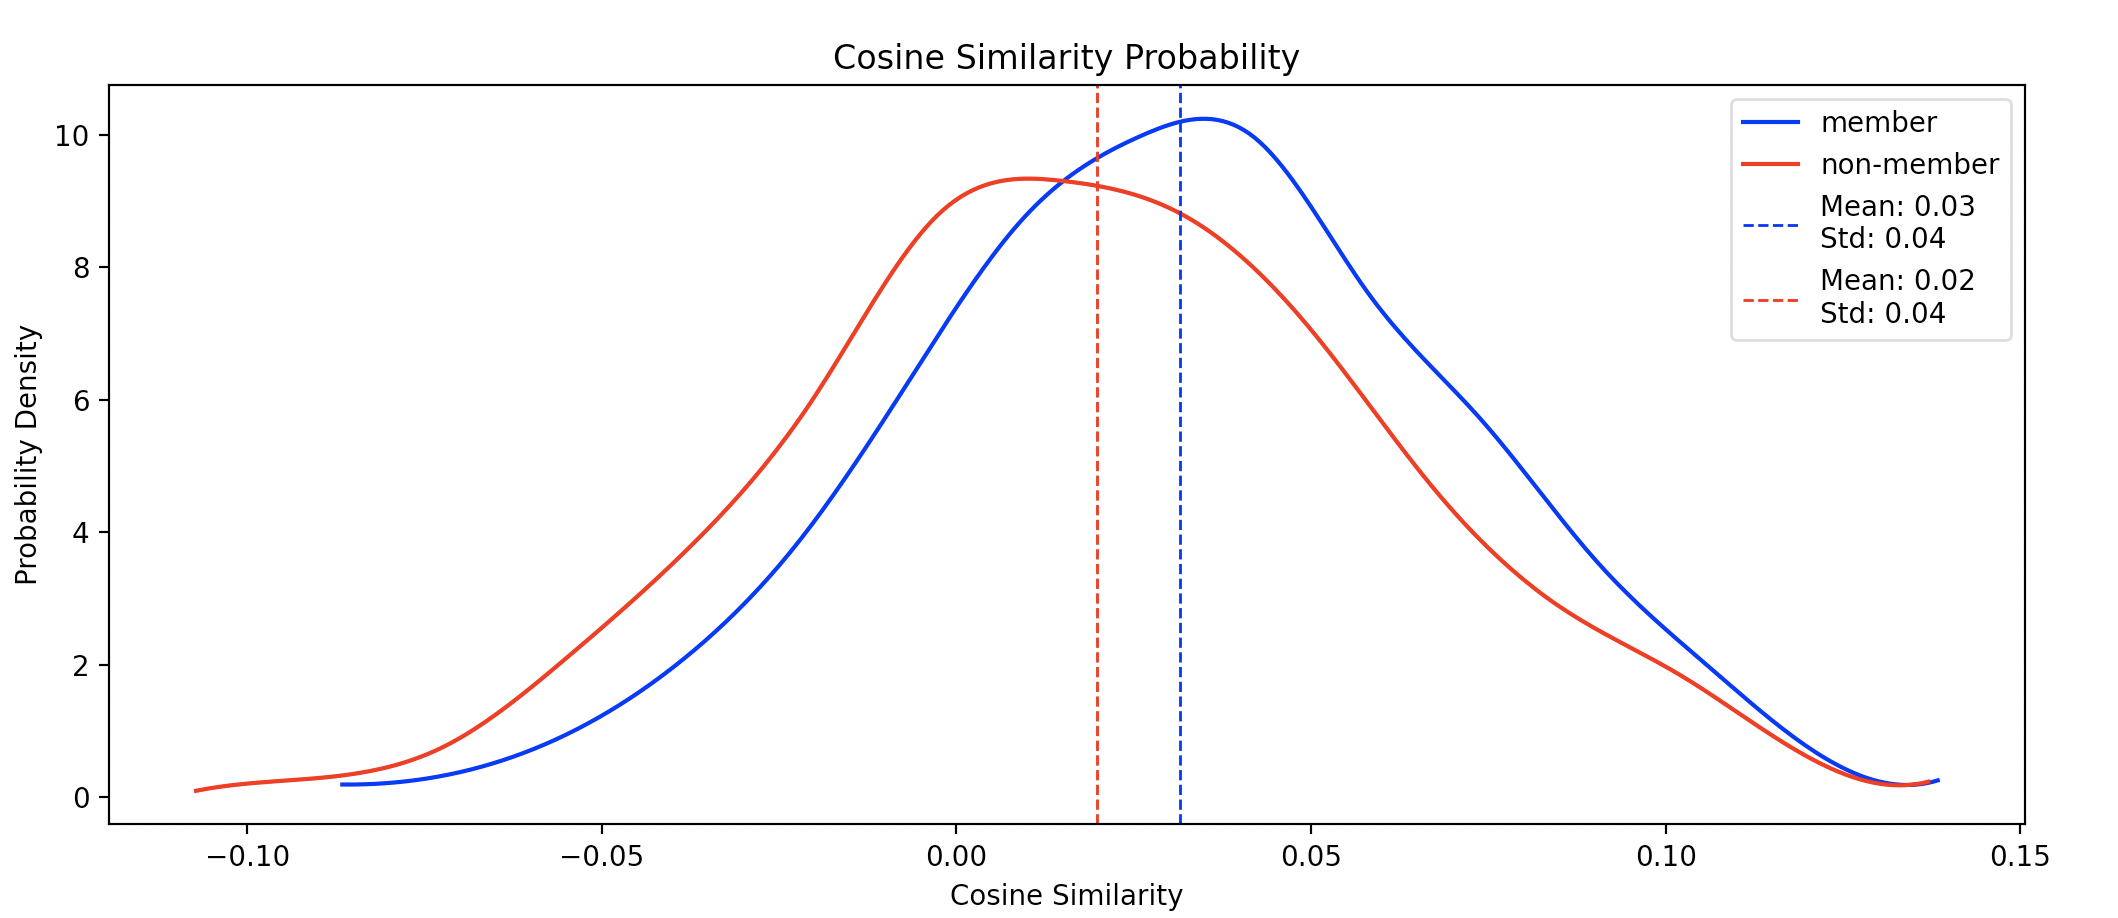 Cosine Similarity Probability
Probability Density
10
8
6
4
2
0
−0.10
−0.05
0.00
0.05
0.10
0.15
Cosine Similarity
member
non-member
Mean: 0.03
Std: 0.04
Mean: 0.02
Std: 0.04